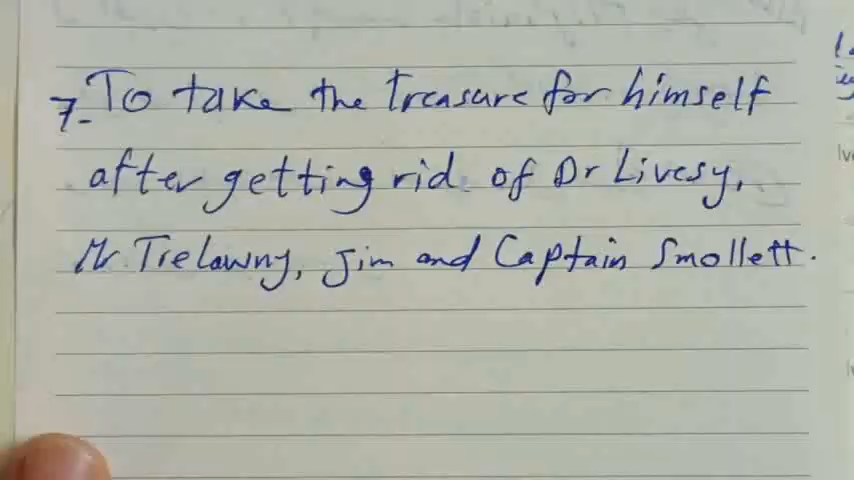 7- To take the treasure for himself
after getting rid of Dr Livesy,
Mr Trelawny, Jim and Captain Smollett.